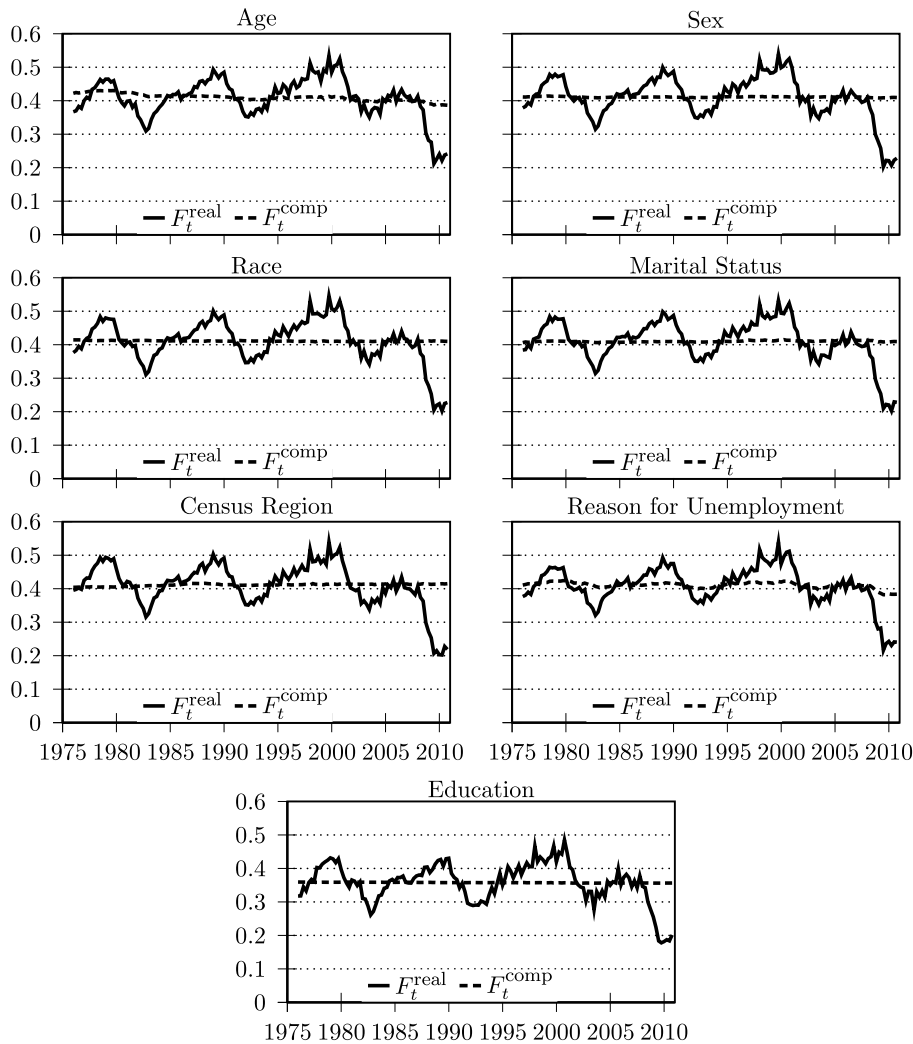 Age Sex
0.6
0.5
0.4
0.3
0.2
0.1
0
F_t^real F_t^comp F_t^real F_t^comp
Race Marital Status
0.6
0.5
0.4
0.3
0.2
0.1
0
F_t^real F_t^comp F_t^real F_t^comp
Census Region Reason for Unemployment
0.6
0.5
0.4
0.3
0.2
0.1
0
F_t^real F_t^comp F_t^real F_t^comp
1975 1980 1985 1990 1995 2000 2005 2010 1975 1980 1985 1990 1995 2000 2005 2010
Education
0.6
0.5
0.4
0.3
0.2
0.1
0
F_t^real F_t^comp
1975 1980 1985 1990 1995 2000 2005 2010